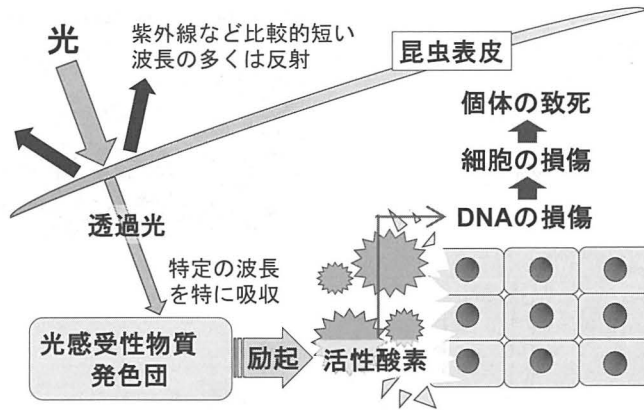 光
紫外線など比較的短い
波長の多くは反射
昆虫表皮
個体の致死
細胞の損傷
DNAの損傷
透過光
特定の波長
を特に吸収
光感受性物質
発色団
励起
活性酸素